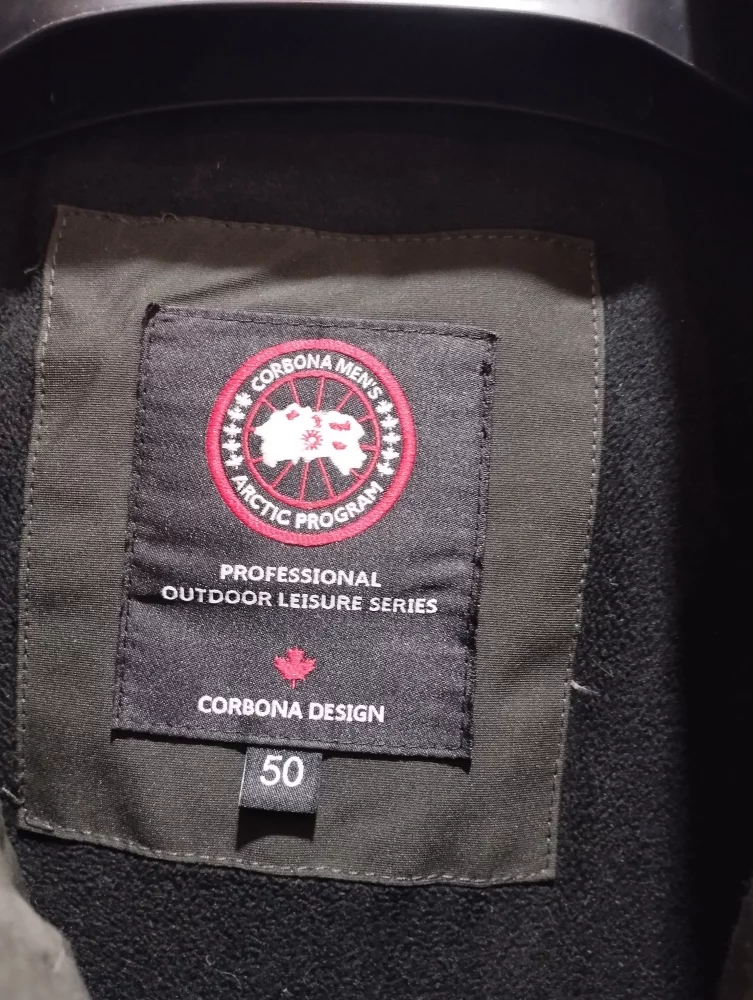 CORBONA MEN'S
ARCTIC PROGRAM
PROFESSIONAL
OUTDOOR LEISURE SERIES
CORBONA DESIGN
50